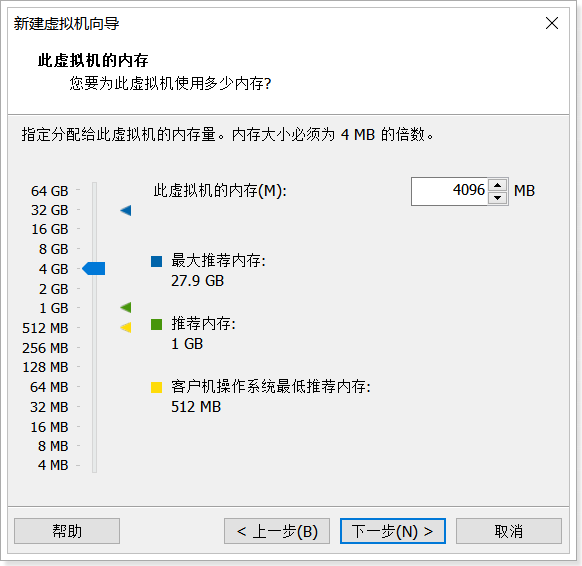 新建虚拟机向导
此虚拟机的内存
您要为此虚拟机使用多少内存?
指定分配给此虚拟机的内存量。内存大小必须为 4 MB 的倍数。
64 GB
32 GB
16 GB
8 GB
4 GB
2 GB
1 GB
512 MB
256 MB
128 MB
64 MB
32 MB
16 MB
8 MB
4 MB
此虚拟机的内存(M): 4096 MB
最大推荐内存:
27.9 GB
推荐内存:
1 GB
客户机操作系统最低推荐内存:
512 MB
帮助 < 上一步(B) 下一步(N) > 取消